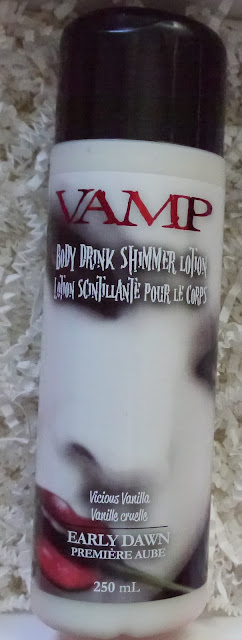 VAMP
BODY DRINK SHIMMER LOTION
LOTION SCINTILLANTE POUR LE CORPS
Vicious Vanilla
Vanille cruelle
EARLY DAWN
PREMIÈRE AUBE
250 mL